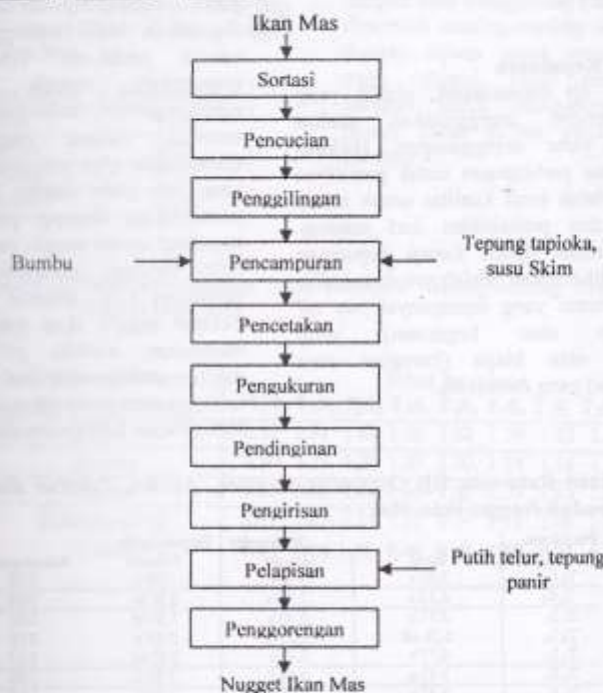 Ikan Mas
Sortasi
Pencucian
Penggilingan
Bumbu
Pencampuran
Tepung tapioka,
susu Skim
Pencetakan
Pengukuran
Pendinginan
Pengirisan
Pelapisan
Putih telur, tepung
panir
Penggorengan
Nugget Ikan Mas